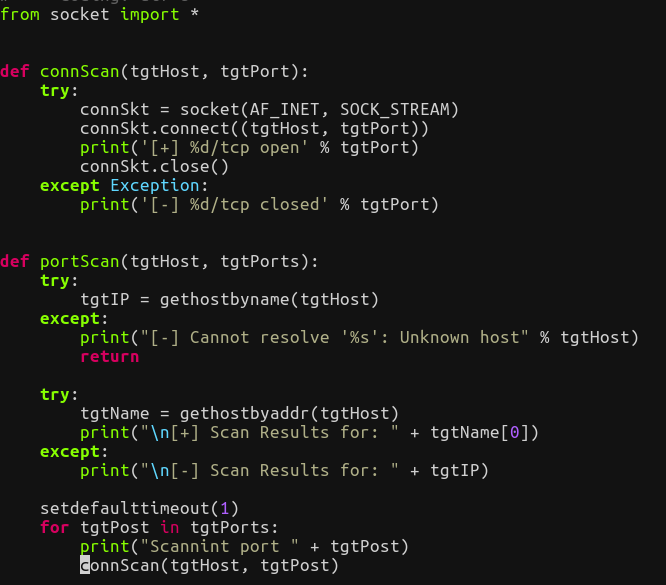 from socket import *
def connScan(tgtHost, tgtPort):
    try:
        connSkt = socket(AF_INET, SOCK_STREAM)
        connSkt.connect((tgtHost, tgtPort))
        print('[+] %d/tcp open' % tgtPort)
        connSkt.close()
    except Exception:
        print('[-] %d/tcp closed' % tgtPort)
def portScan(tgtHost, tgtPorts):
    try:
        tgtIP = gethostbyname(tgtHost)
    except:
        print("[-] Cannot resolve '%s': Unknown host" % tgtHost)
        return
    try:
        tgtName = gethostbyaddr(tgtHost)
        print("\n[+] Scan Results for: " + tgtName[0])
    except:
        print("\n[-] Scan Results for: " + tgtIP)
    setdefaulttimeout(1)
    for tgtPost in tgtPorts:
        print("Scannint port " + tgtPost)
        connScan(tgtHost, tgtPost)